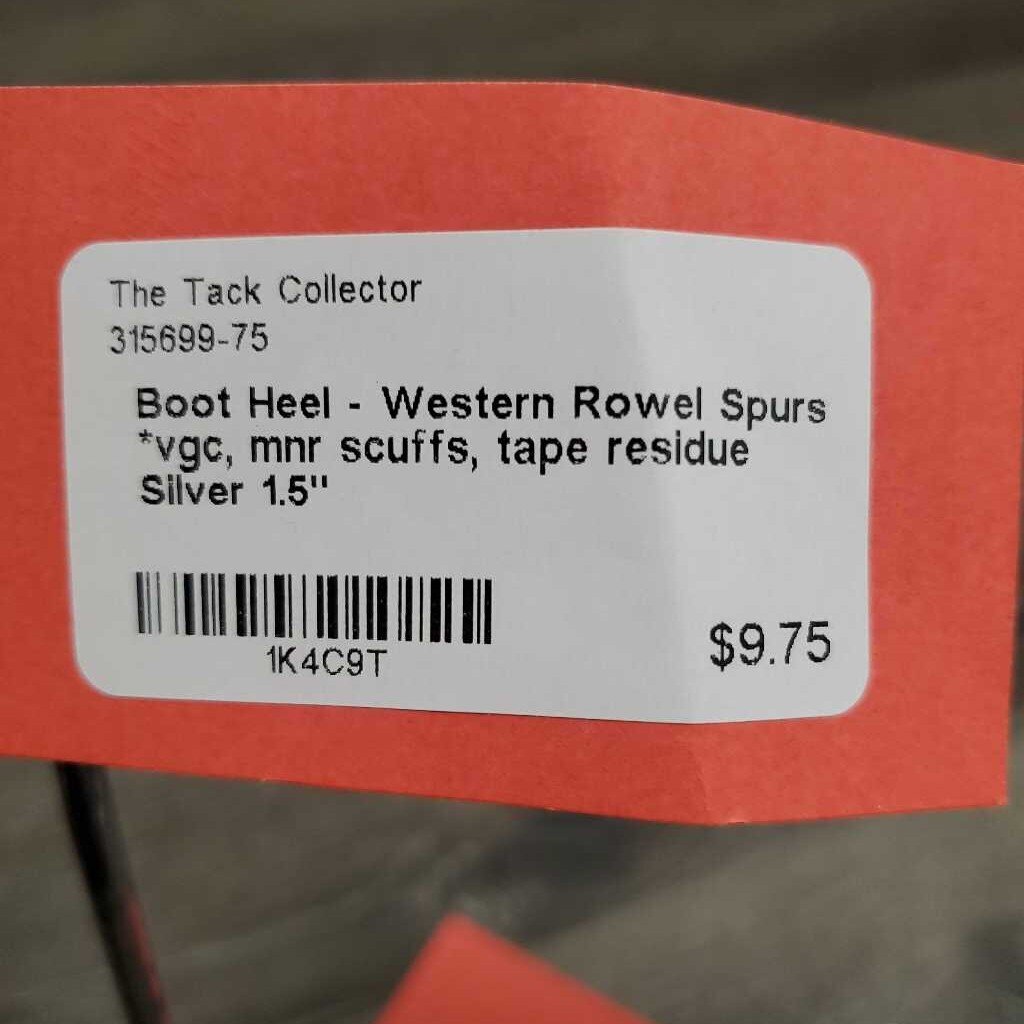 The Tack Collector
315699-75
Boot Heel - Western Rowel Spurs
*vgc, mnr scuffs, tape residue
Silver 1.5"
1K4C9T
$9.75